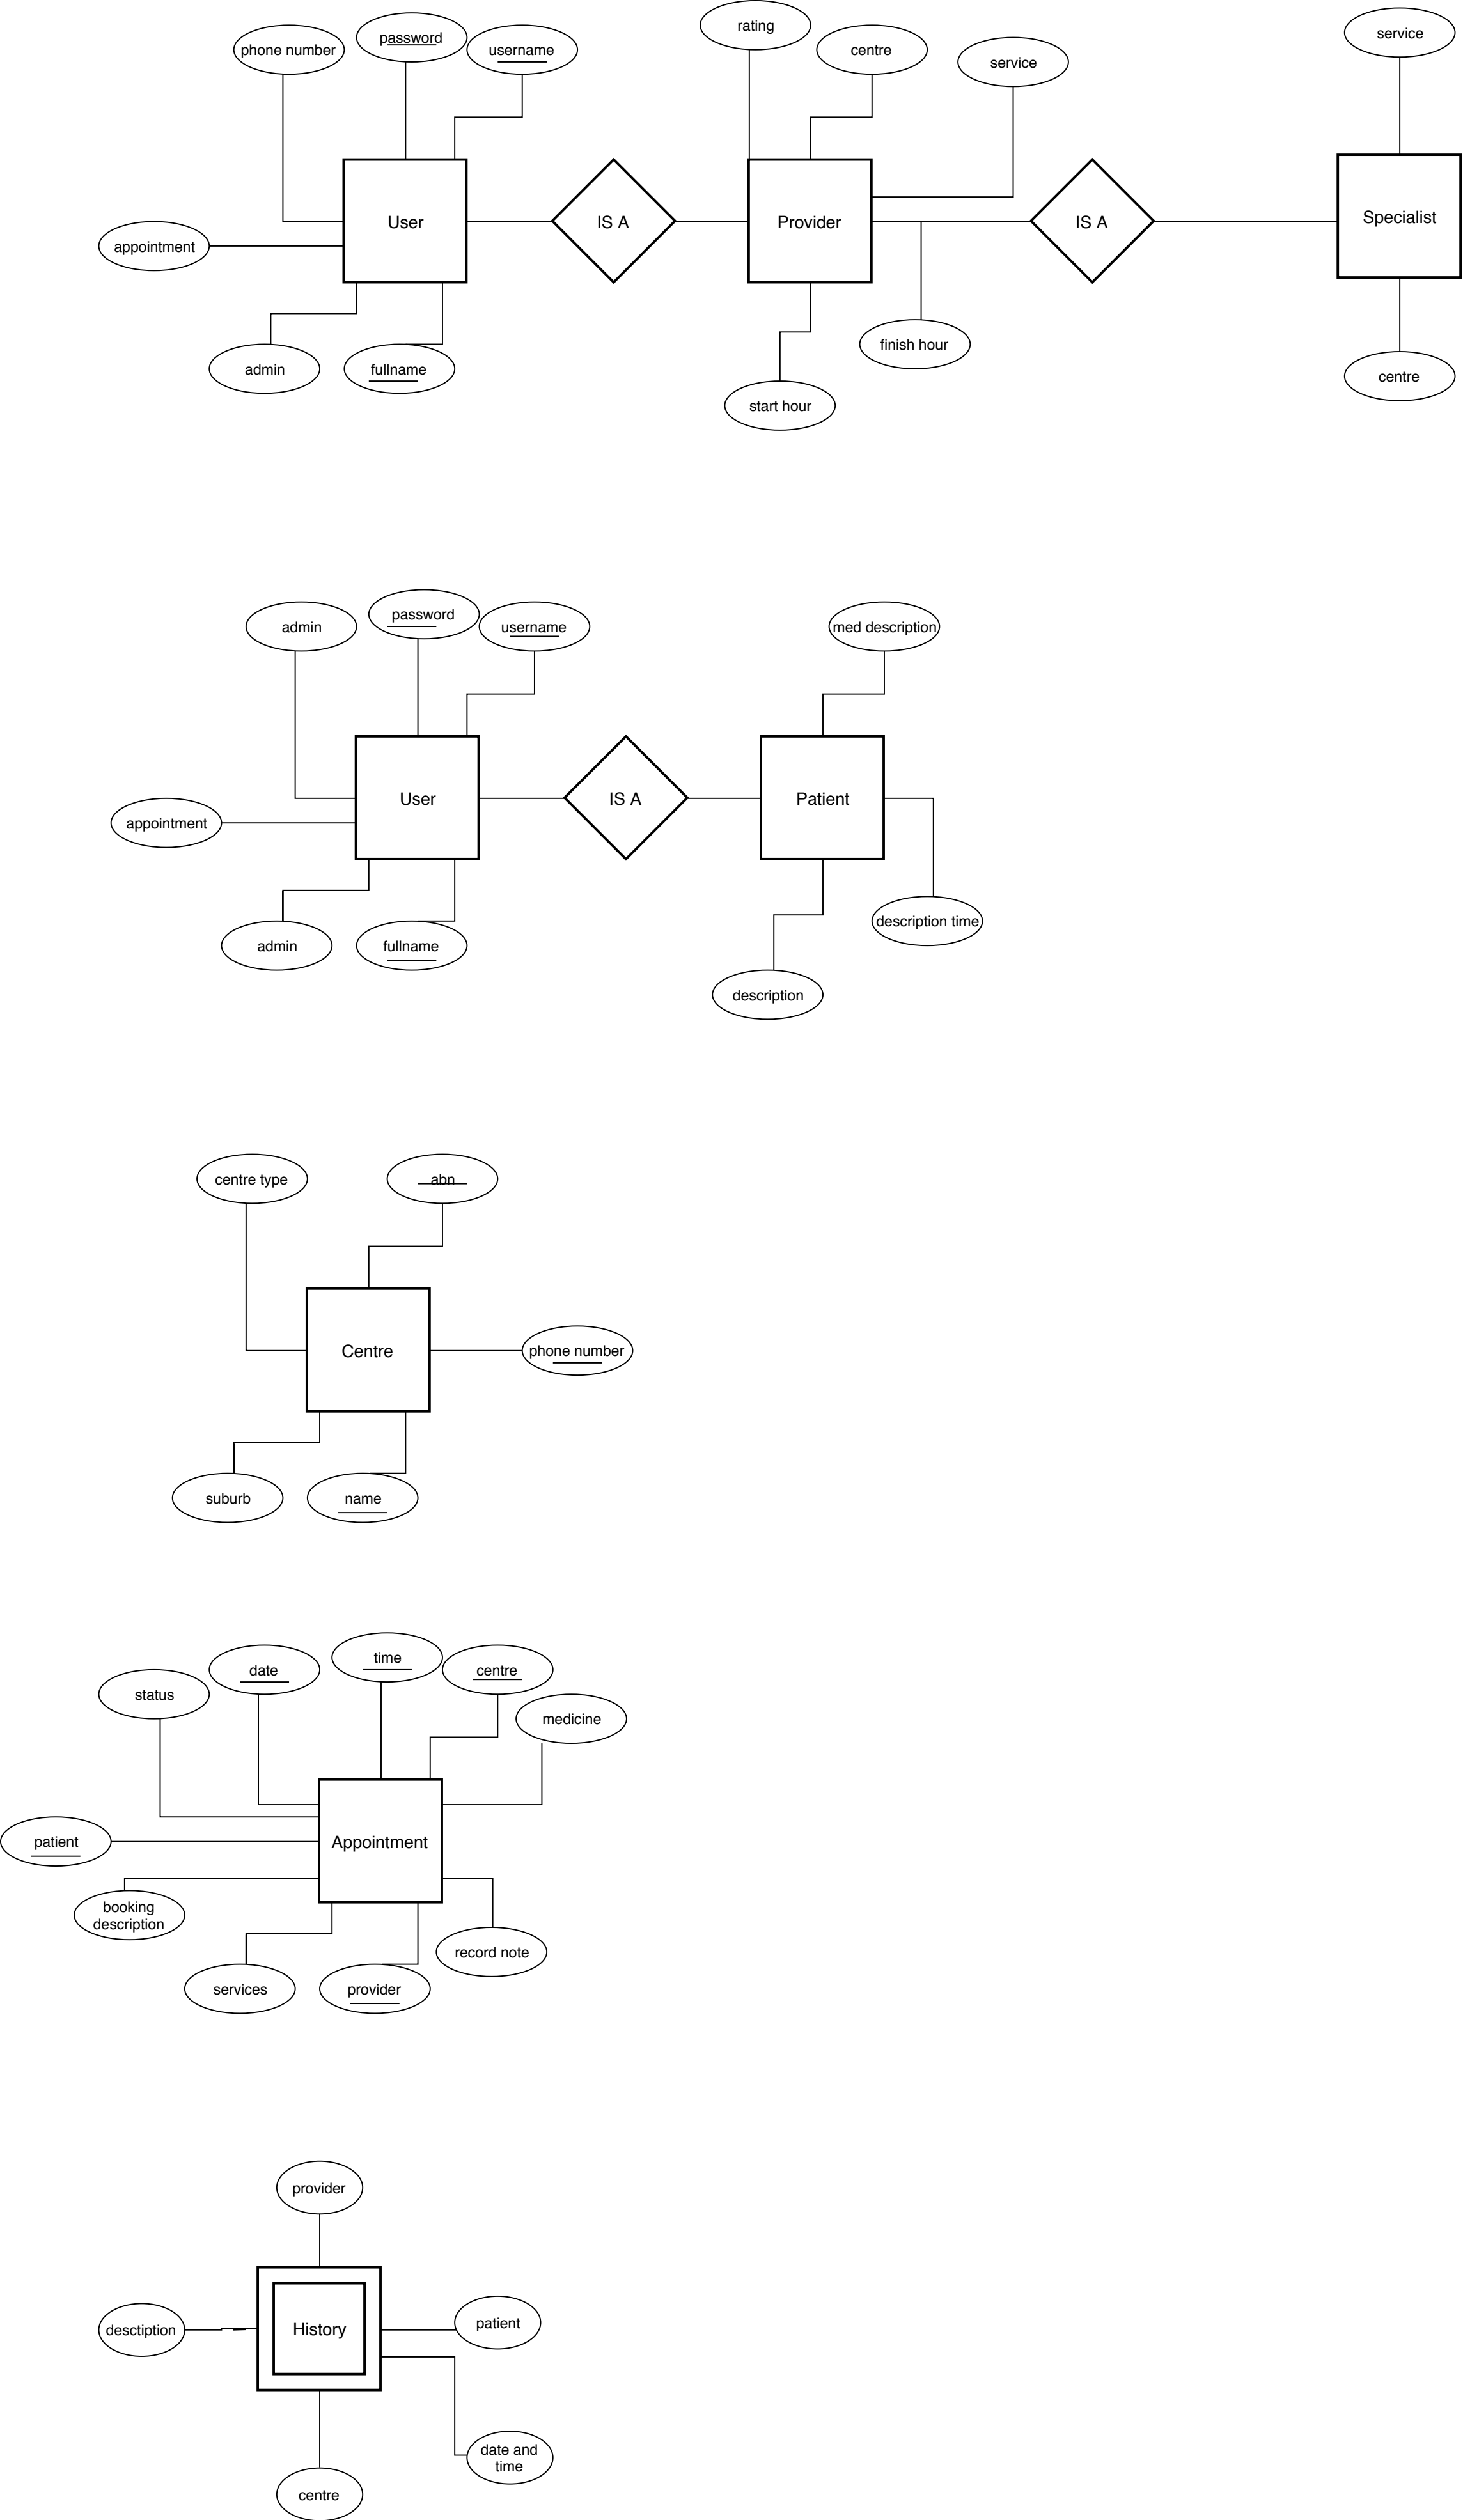 rating
service
password
phone number
username
centre
service
User
IS A
Provider
IS A
Specialist
appointment
finish hour
admin
fullname
centre
start hour
admin
password
username
med description
User
IS A
Patient
appointment
description time
admin
fullname
description
centre type
abn
Centre
phone number
suburb
name
time
date
centre
status
medicine
patient
Appointment
booking
description
record note
services
provider
provider
desctiption
History
patient
date and
time
centre